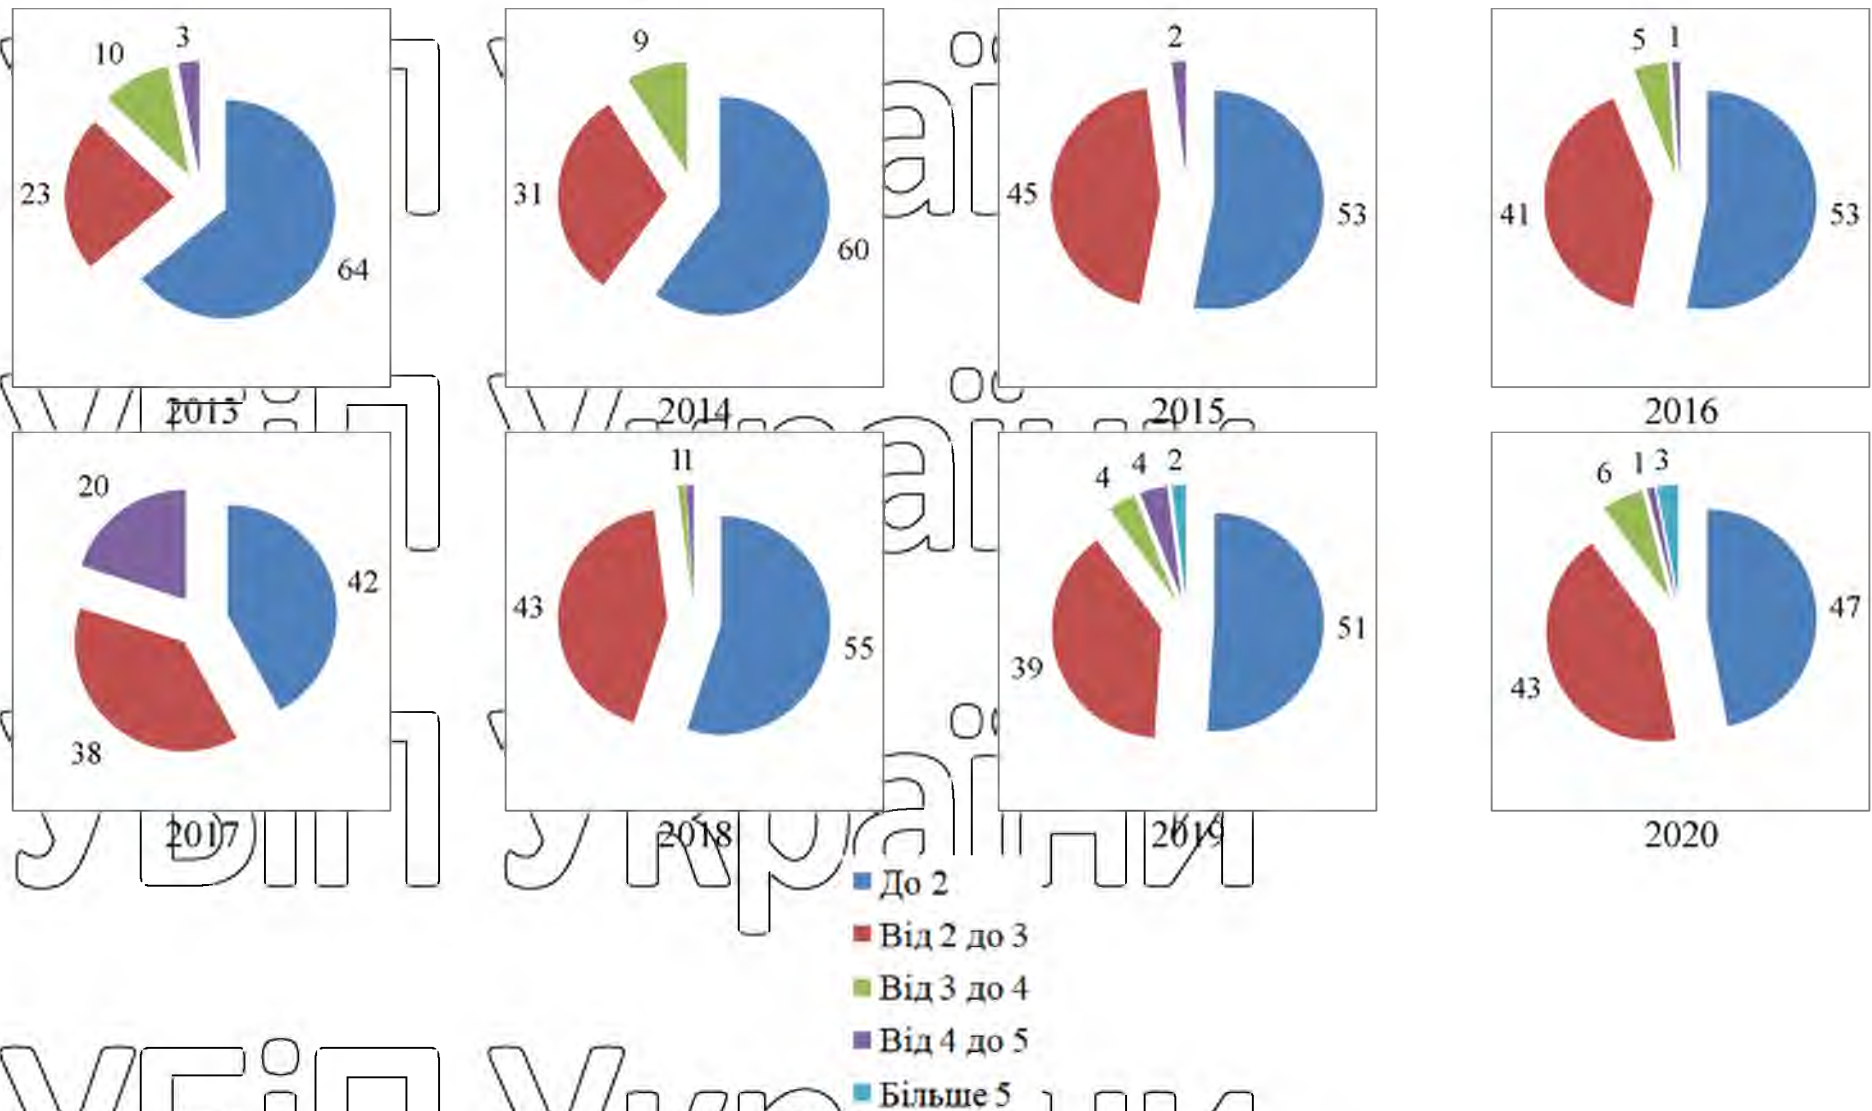 10 3 9 2 5 1
23 64 31 60 45 53 41 53
2013 2014 2015 2016
20 1 1 4 4 2 6 1 3
42 38 43 55 39 51 43 47
2017 2018 2019 2020
До 2
Від 2 до 3
Від 3 до 4
Від 4 до 5
Більше 5